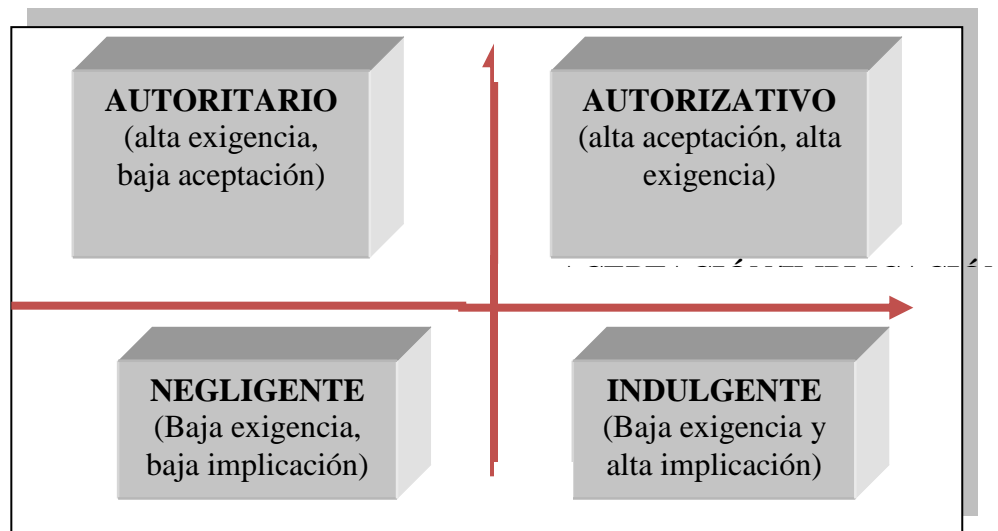 AUTORITARIO
(alta exigencia,
baja aceptación)
AUTORIZATIVO
(alta aceptación, alta
exigencia)
NEGLIGENTE
(Baja exigencia,
baja implicación)
INDULGENTE
(Baja exigencia y
alta implicación)